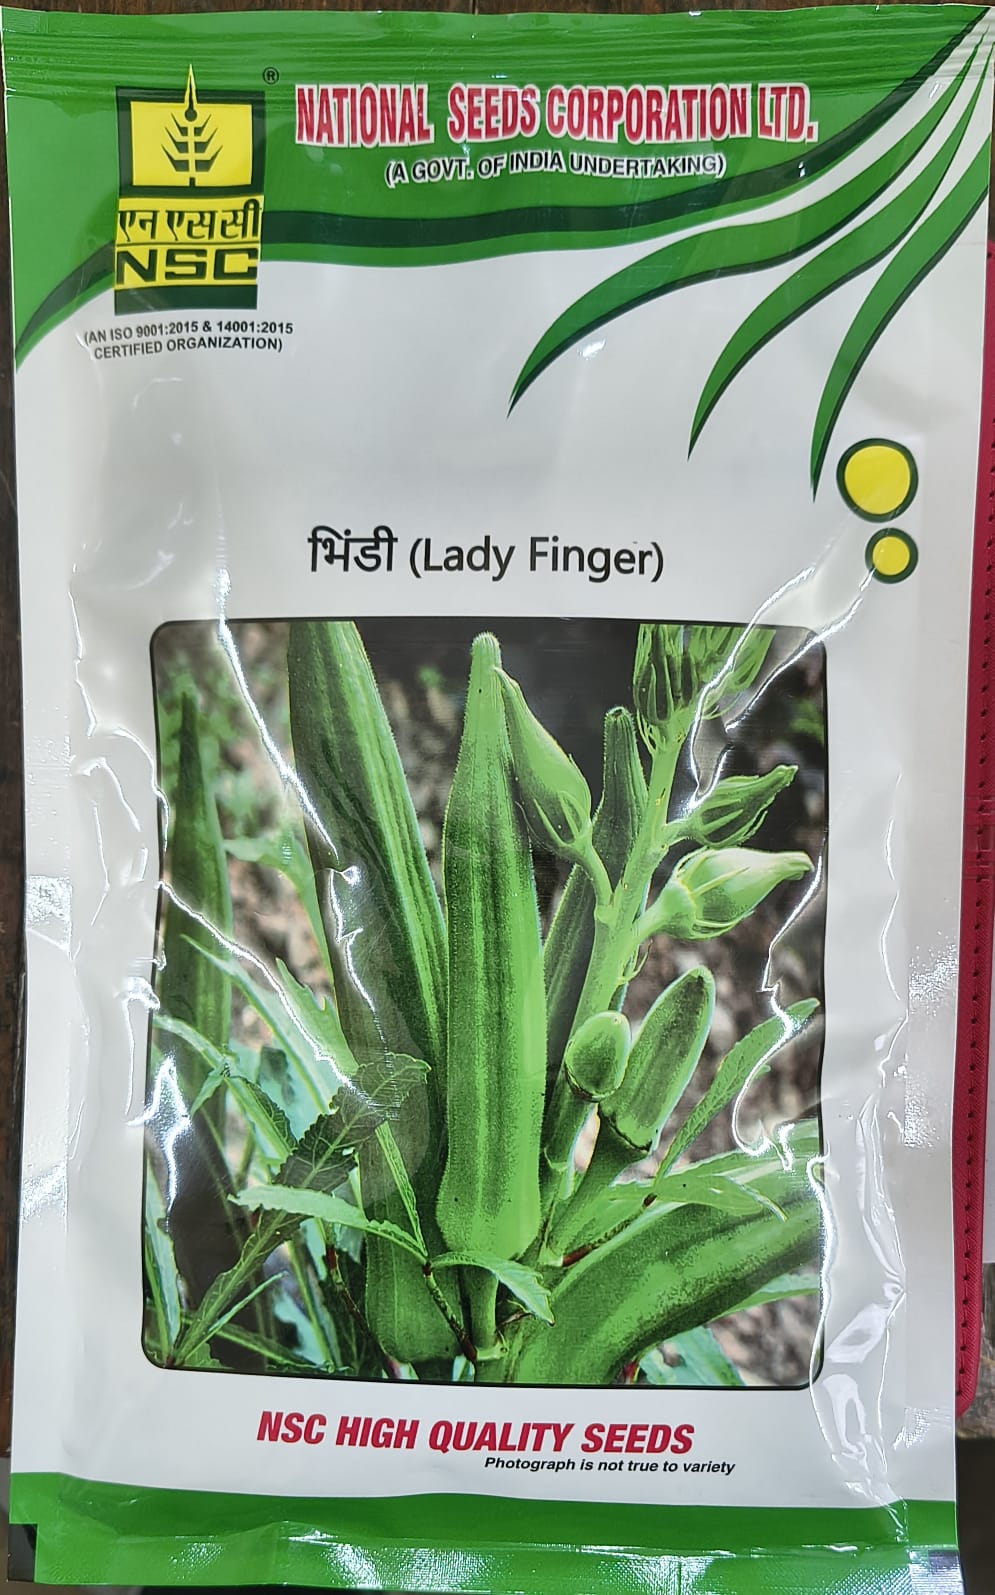 ®
NATIONAL SEEDS CORPORATION LTD.
(A GOVT. OF INDIA UNDERTAKING)
एन एस सी
NSC
(AN ISO 9001:2015 & 14001:2015
CERTIFIED ORGANIZATION)
भिंडी (Lady Finger)
NSC HIGH QUALITY SEEDS
Photograph is not true to variety